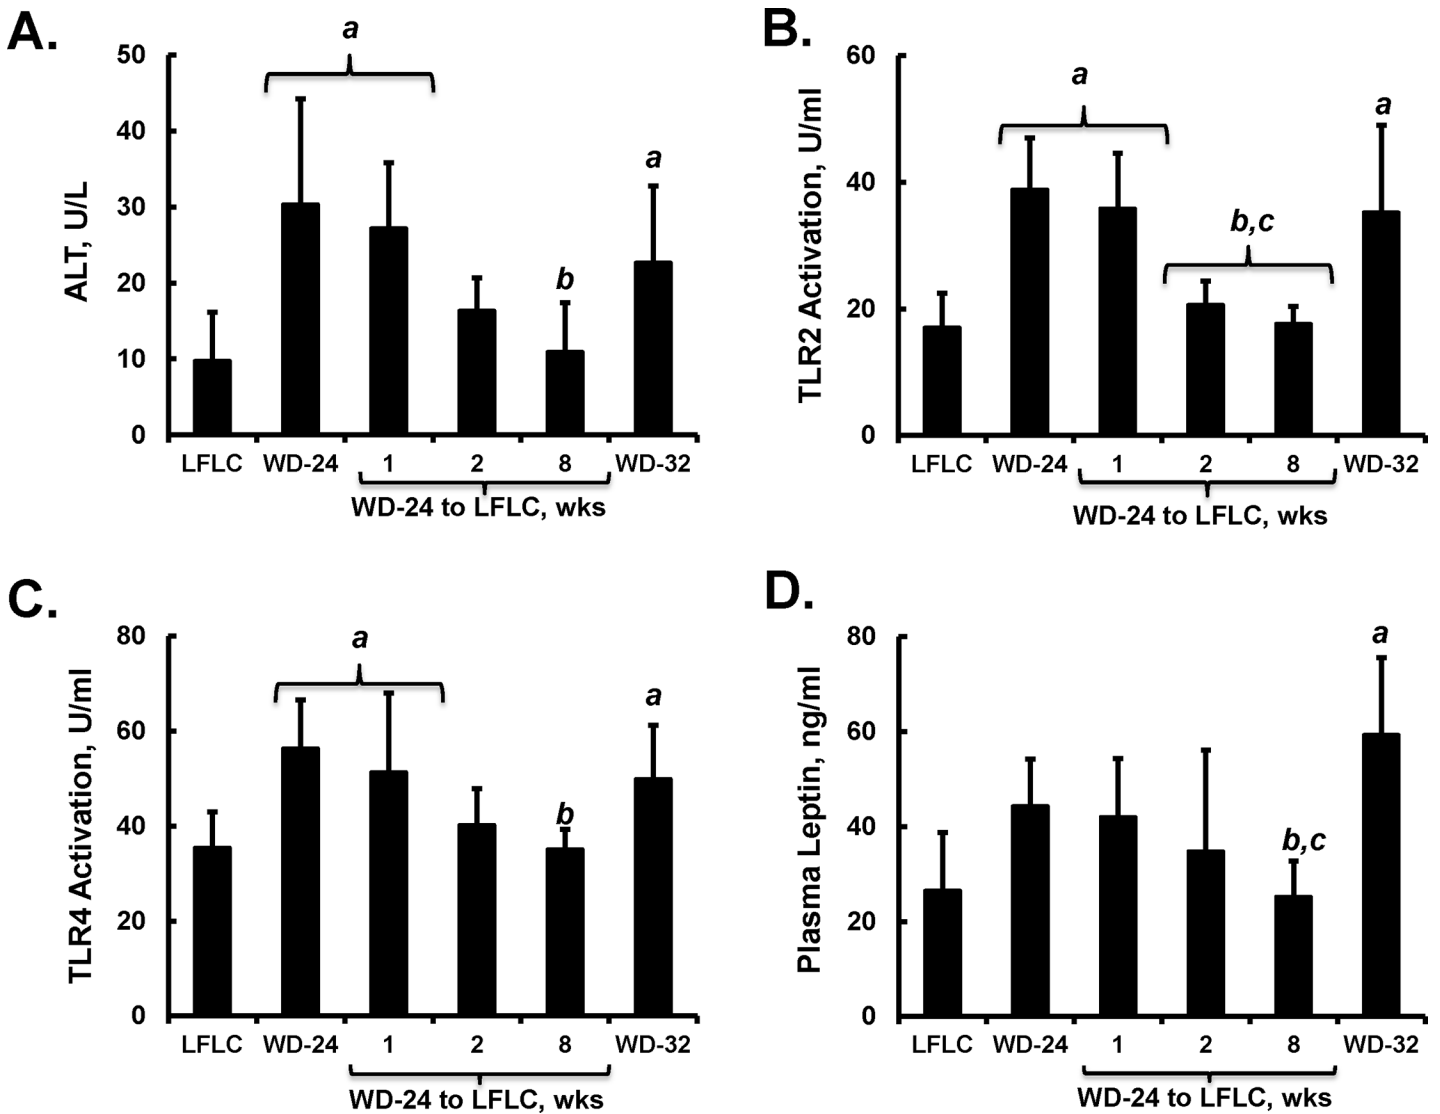 A.
a
50
40
30
20
10
0
ALT, U/L
b
a
LFLC WD-24 1 2 8 WD-32
WD-24 to LFLC, wks
B.
a
a
60
40
20
0
TLR2 Activation, U/ml
b,c
LFLC WD-24 1 2 8 WD-32
WD-24 to LFLC, wks
C.
a
a
80
60
40
20
0
TLR4 Activation, U/ml
b
LFLC WD-24 1 2 8 WD-32
WD-24 to LFLC, wks
D.
a
80
60
40
20
0
Plasma Leptin, ng/ml
b,c
LFLC WD-24 1 2 8 WD-32
WD-24 to LFLC, wks